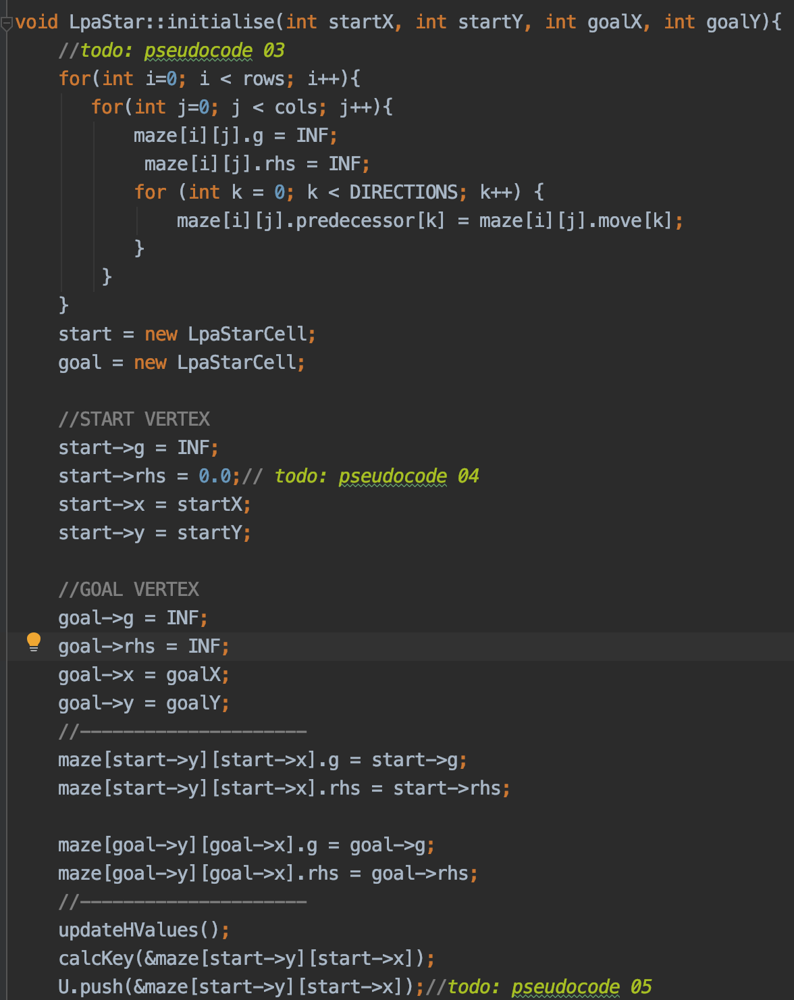 void LpaStar::initialise(int startX, int startY, int goalX, int goalY){
    //todo: pseudocode 03
    for(int i=0; i < rows; i++){
       for(int j=0; j < cols; j++){
           maze[i][j].g = INF;
            maze[i][j].rhs = INF;
           for (int k = 0; k < DIRECTIONS; k++) {
               maze[i][j].predecessor[k] = maze[i][j].move[k];
           }
        }
    }
    start = new LpaStarCell;
    goal = new LpaStarCell;

    //START VERTEX
    start->g = INF;
    start->rhs = 0.0;// todo: pseudocode 04
    start->x = startX;
    start->y = startY;

    //GOAL VERTEX
    goal->g = INF;
    goal->rhs = INF;
    goal->x = goalX;
    goal->y = goalY;
    //---------------------
    maze[start->y][start->x].g = start->g;
    maze[start->y][start->x].rhs = start->rhs;

    maze[goal->y][goal->x].g = goal->g;
    maze[goal->y][goal->x].rhs = goal->rhs;
    //---------------------
    updateHValues();
    calcKey(&maze[start->y][start->x]);
    U.push(&maze[start->y][start->x]);//todo: pseudocode 05